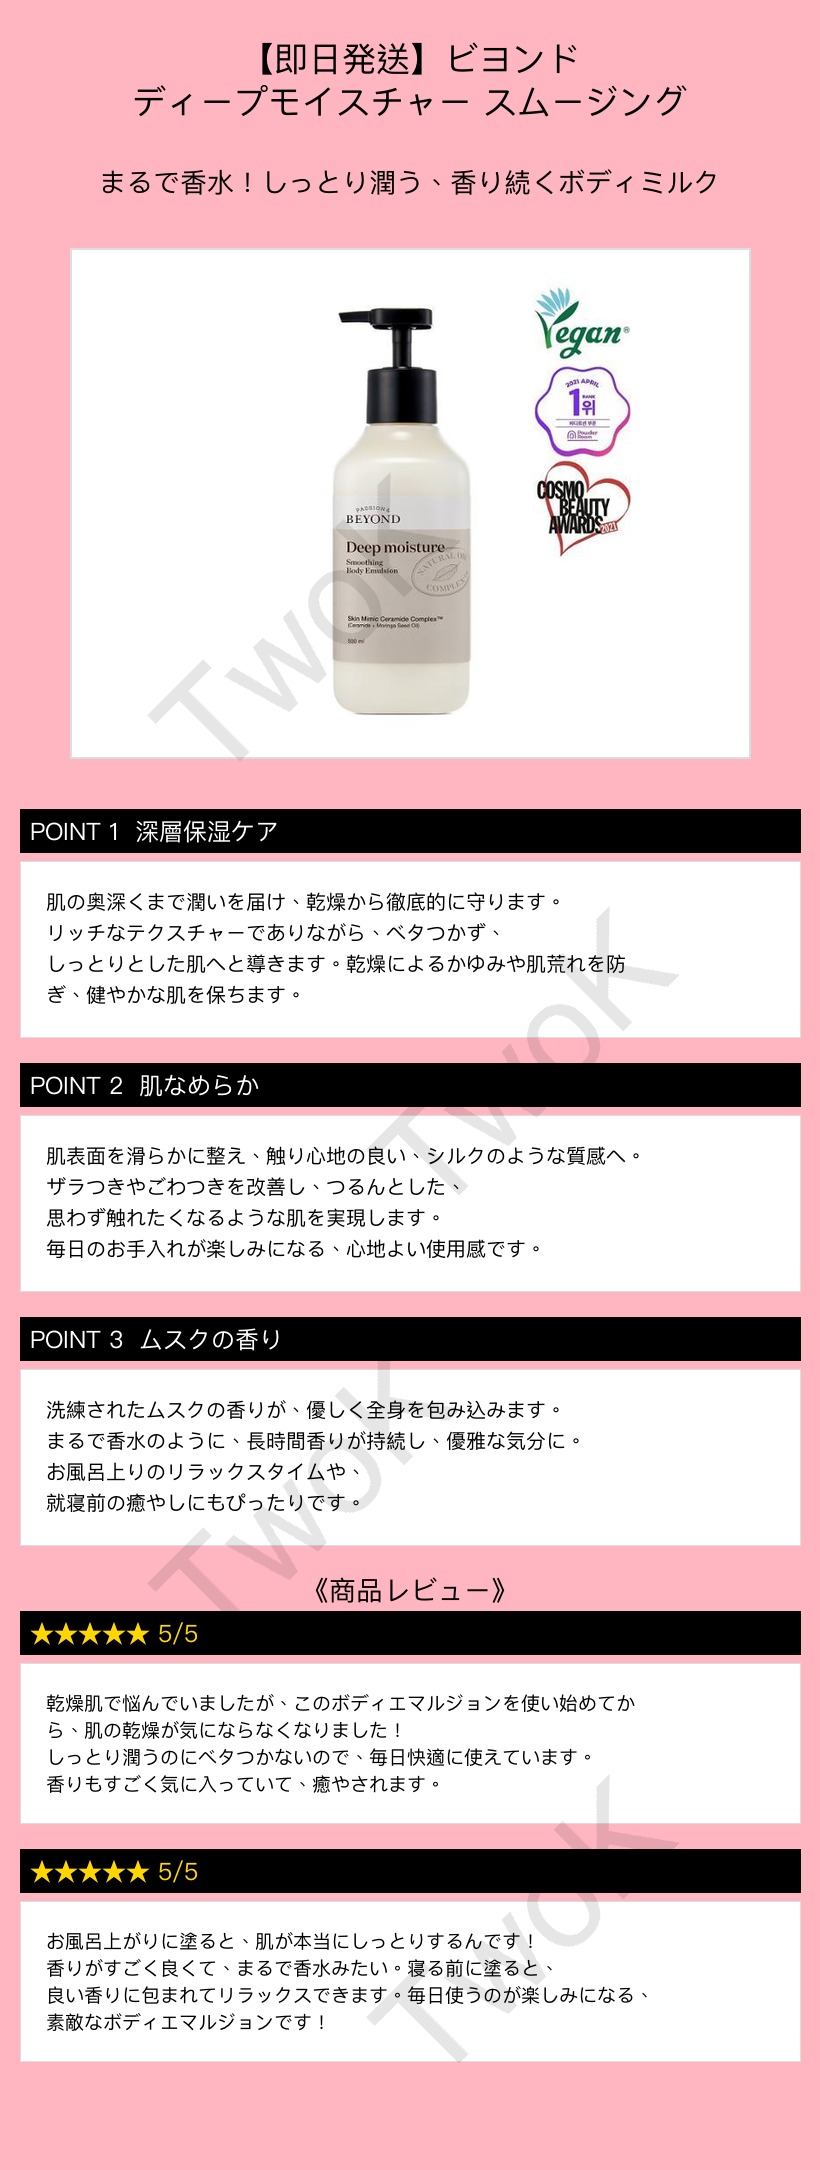 【即日発送】ビヨンド
ディープモイスチャー スムージング
まるで香水！しっとり潤う、香り続くボディミルク
Vegan®
2021 APRIL
1위
RANK
바디로션 부문
Powder Room
COSMO
BEAUTY
AWARDS 2021
PASSION &
BEYOND
Deep moisture
Smoothing
Body Emulsion
NATURAL OIL
COMPLEX™
Skin Mimic Ceramide Complex™
(Ceramide + Moringa Seed Oil)
500 ml
TwoK
POINT 1 深層保湿ケア
肌の奥深くまで潤いを届け、乾燥から徹底的に守ります。
リッチなテクスチャーでありながら、ベタつかず、
しっとりとした肌へと導きます。乾燥によるかゆみや肌荒れを防
ぎ、健やかな肌を保ちます。
TwoK
POINT 2 肌なめらか
肌表面を滑らかに整え、触り心地の良い、シルクのような質感へ。
ザラつきやごわつきを改善し、つるんとした、
思わず触れたくなるような肌を実現します。
毎日のお手入れが楽しみになる、心地よい使用感です。
POINT 3 ムスクの香り
洗練されたムスクの香りが、優しく全身を包み込みます。
まるで香水のように、長時間香りが持続し、優雅な気分に。
お風呂上りのリラックスタイムや、
就寝前の癒やしにもぴったりです。
TwoK
《商品レビュー》
★★★★★ 5/5
乾燥肌で悩んでいましたが、このボディエマルジョンを使い始めてか
ら、肌の乾燥が気にならなくなりました！
しっとり潤うのにベタつかないので、毎日快適に使えています。
香りもすごく気に入っていて、癒やされます。
★★★★★ 5/5
お風呂上がりに塗ると、肌が本当にしっとりするんです！
香りがすごく良くて、まるで香水みたい。寝る前に塗ると、
良い香りに包まれてリラックスできます。毎日使うのが楽しみになる、
素敵なボディエマルジョンです！
TwoK